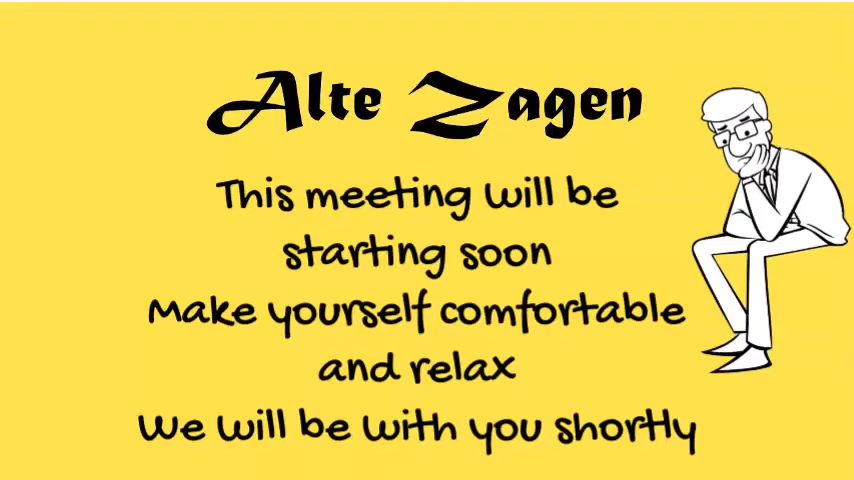 Alte Zagen
This meeting will be
starting soon
Make yourself comfortable
and relax
We will be with you shortly